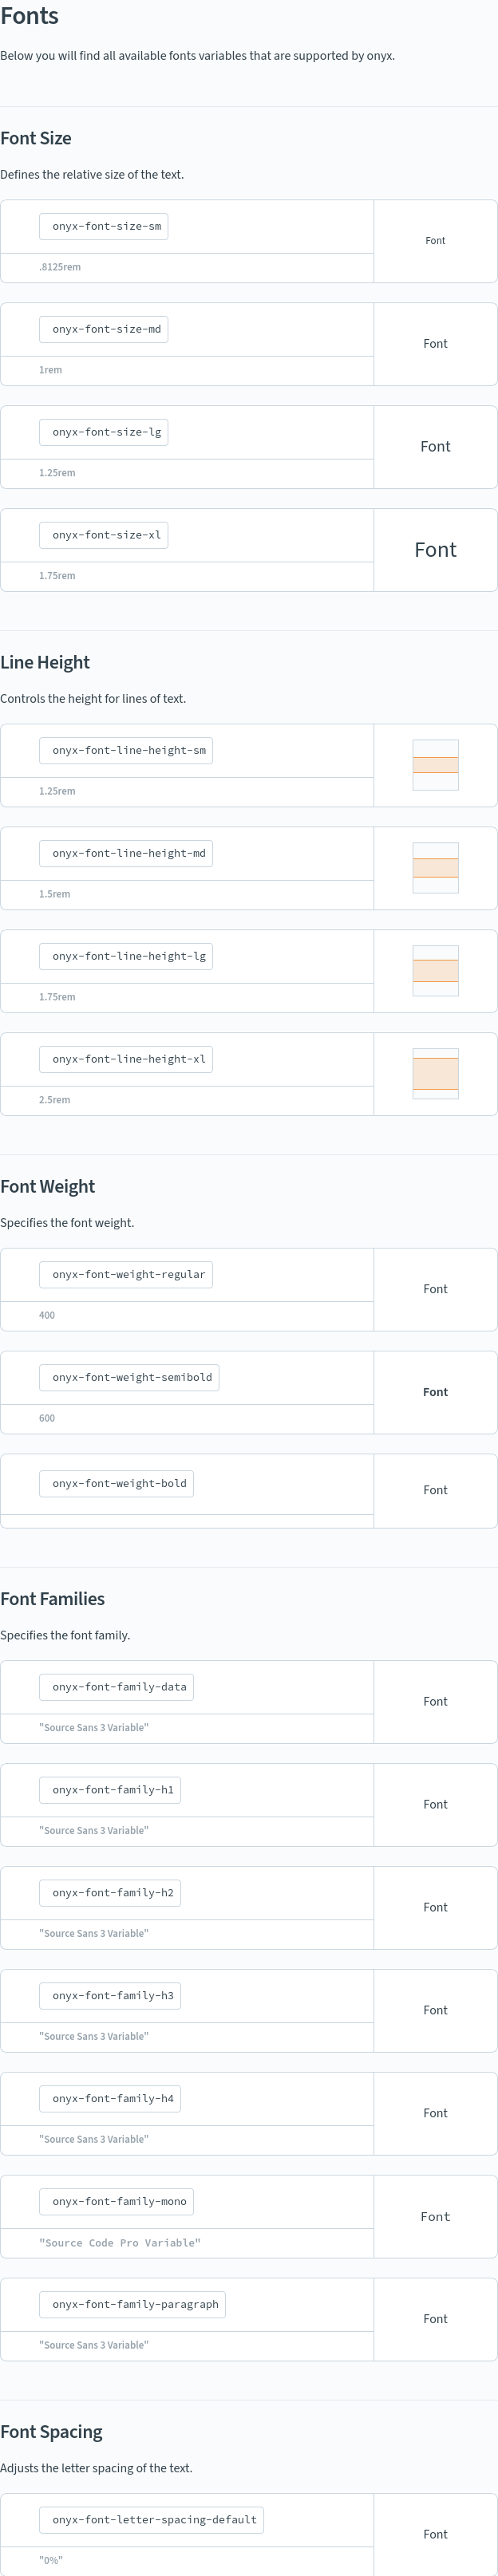 Fonts
Below you will find all available fonts variables that are supported by onyx.
Font Size
Defines the relative size of the text.
onyx-font-size-sm
Font
.8125rem
onyx-font-size-md
Font
1rem
onyx-font-size-lg
Font
1.25rem
onyx-font-size-xl
Font
1.75rem
Line Height
Controls the height for lines of text.
onyx-font-line-height-sm
1.25rem
onyx-font-line-height-md
1.5rem
onyx-font-line-height-lg
1.75rem
onyx-font-line-height-xl
2.5rem
Font Weight
Specifies the font weight.
onyx-font-weight-regular
Font
400
onyx-font-weight-semibold
Font
600
onyx-font-weight-bold
Font
Font Families
Specifies the font family.
onyx-font-family-data
Font
"Source Sans 3 Variable"
onyx-font-family-h1
Font
"Source Sans 3 Variable"
onyx-font-family-h2
Font
"Source Sans 3 Variable"
onyx-font-family-h3
Font
"Source Sans 3 Variable"
onyx-font-family-h4
Font
"Source Sans 3 Variable"
onyx-font-family-mono
Font
"Source Code Pro Variable"
onyx-font-family-paragraph
Font
"Source Sans 3 Variable"
Font Spacing
Adjusts the letter spacing of the text.
onyx-font-letter-spacing-default
Font
"0%"